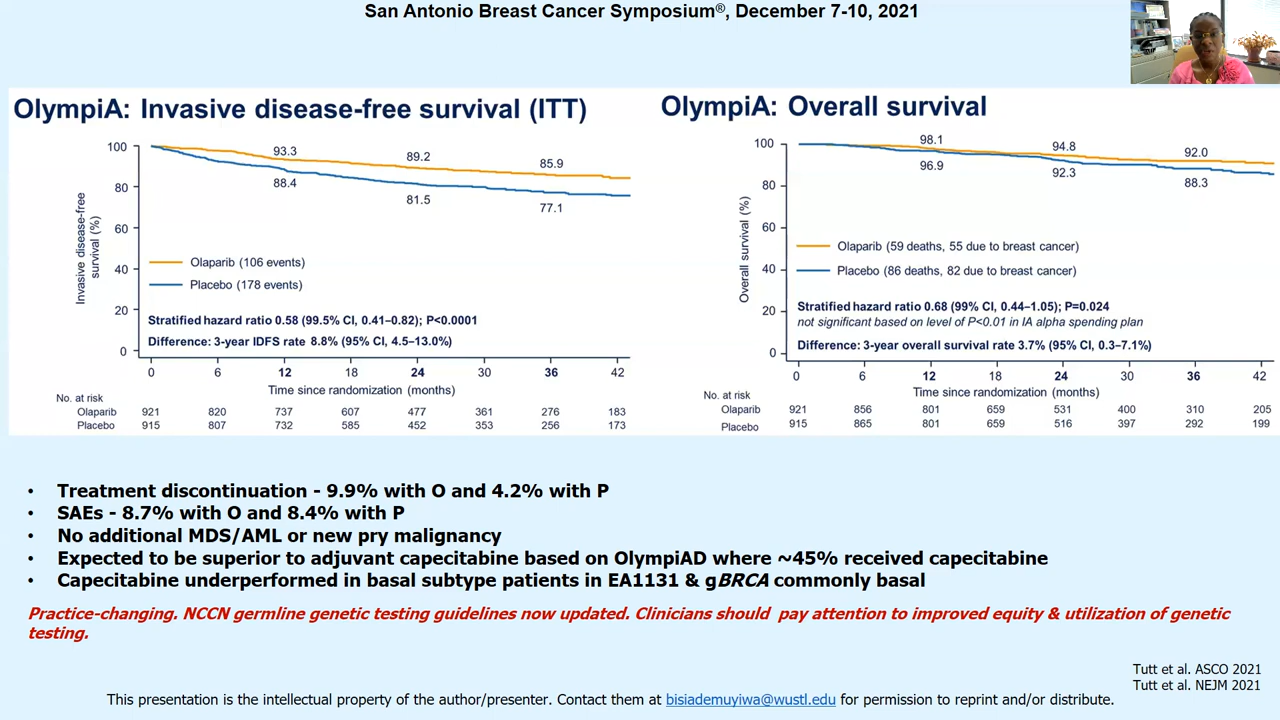 San Antonio Breast Cancer Symposium®, December 7-10, 2021
OlympiA: Invasive disease-free survival (ITT)
100
80
60
40
20
0
Invasive disease-free
survival (%)
93.3
89.2
85.9
88.4
81.5
77.1
Olaparib (106 events)
Placebo (178 events)
Stratified hazard ratio 0.58 (99.5% CI, 0.41–0.82); P<0.0001
Difference: 3-year IDFS rate 8.8% (95% CI, 4.5–13.0%)
0 6 12 18 24 30 36 42
Time since randomization (months)
No. at risk
Olaparib 921 820 737 607 477 361 276 183
Placebo 915 807 732 585 452 353 256 173
OlympiA: Overall survival
100
80
60
40
20
0
Overall survival (%)
98.1
94.8
92.0
96.9
92.3
88.3
Olaparib (59 deaths, 55 due to breast cancer)
Placebo (86 deaths, 82 due to breast cancer)
Stratified hazard ratio 0.68 (99% CI, 0.44–1.05); P=0.024
not significant based on level of P<0.01 in IA alpha spending plan
Difference: 3-year overall survival rate 3.7% (95% CI, 0.3–7.1%)
0 6 12 18 24 30 36 42
Time since randomization (months)
No. at risk
Olaparib 921 856 801 659 531 400 310 205
Placebo 915 865 801 659 516 397 292 199
• Treatment discontinuation - 9.9% with O and 4.2% with P
• SAEs - 8.7% with O and 8.4% with P
• No additional MDS/AML or new pry malignancy
• Expected to be superior to adjuvant capecitabine based on OlympiAD where ~45% received capecitabine
• Capecitabine underperformed in basal subtype patients in EA1131 & gBRCA commonly basal
Practice-changing. NCCN germline genetic testing guidelines now updated. Clinicians should pay attention to improved equity & utilization of genetic
testing.
Tutt et al. ASCO 2021
Tutt et al. NEJM 2021
This presentation is the intellectual property of the author/presenter. Contact them at bisiademuyiwa@wustl.edu for permission to reprint and/or distribute.